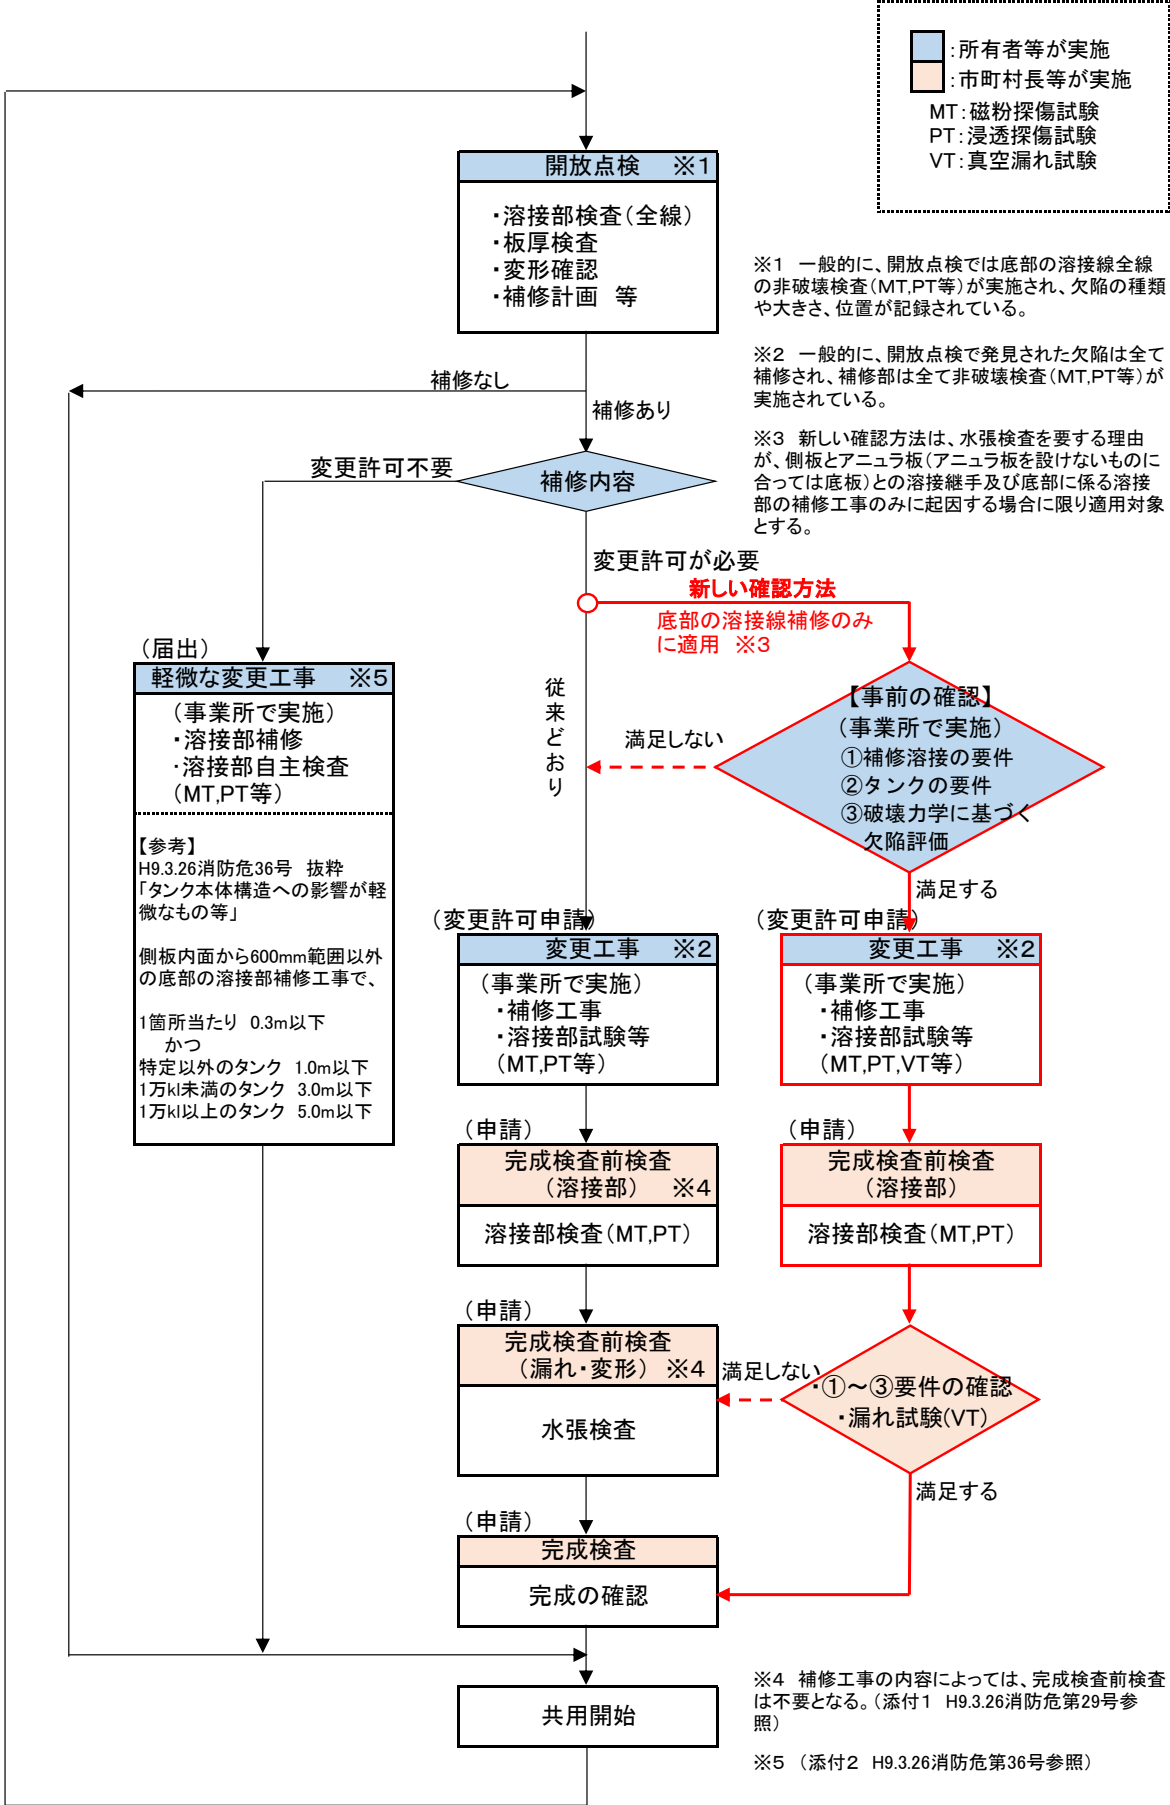 ：所有者等が実施
：市町村長等が実施
MT：磁粉探傷試験
PT：浸透探傷試験
VT：真空漏れ試験
開放点検　※1
・溶接部検査（全線）
・板厚検査
・変形確認
・補修計画　等
※1　一般的に、開放点検では底部の溶接線全線
の非破壊検査（MT,PT等）が実施され、欠陥の種類
や大きさ、位置が記録されている。
※2　一般的に、開放点検で発見された欠陥は全て
補修され、補修部は全て非破壊検査（MT,PT等）が
実施されている。
※3　新しい確認方法は、水張検査を要する理由
が、側板とアニュラ板（アニュラ板を設けないものに
合っては底板）との溶接継手及び底部に係る溶接
部の補修工事のみに起因する場合に限り適用対象
とする。
補修なし
補修あり
変更許可不要
補修内容
変更許可が必要
新しい確認方法
底部の溶接線補修のみ
に適用　※3
従来どおり
満足しない
【事前の確認】
（事業所で実施）
①補修溶接の要件
②タンクの要件
③破壊力学に基づく
欠陥評価
満足する
（届出）
軽微な変更工事　※5
（事業所で実施）
・溶接部補修
・溶接部自主検査
（MT,PT等）
【参考】
H9.3.26消防危36号　抜粋
「タンク本体構造への影響が軽
微なもの等」
側板内面から600mm範囲以外
の底部の溶接部補修工事で、
1箇所当たり　0.3m以下
かつ
特定以外のタンク　1.0m以下
1万kl未満のタンク　3.0m以下
1万kl以上のタンク　5.0m以下
（変更許可申請）
変更工事　※2
（事業所で実施）
・補修工事
・溶接部試験等
（MT,PT等）
（変更許可申請）
変更工事　※2
（事業所で実施）
・補修工事
・溶接部試験等
（MT,PT,VT等）
（申請）
完成検査前検査
（溶接部）　※4
溶接部検査（MT,PT）
（申請）
完成検査前検査
（溶接部）
溶接部検査（MT,PT）
（申請）
完成検査前検査
（漏れ・変形）※4
水張検査
満足しない
・①～③要件の確認
・漏れ試験(VT)
満足する
（申請）
完成検査
完成の確認
共用開始
※4　補修工事の内容によっては、完成検査前検査
は不要となる。（添付1　H9.3.26消防危第29号参
照）
※5　（添付2　H9.3.26消防危第36号参照）